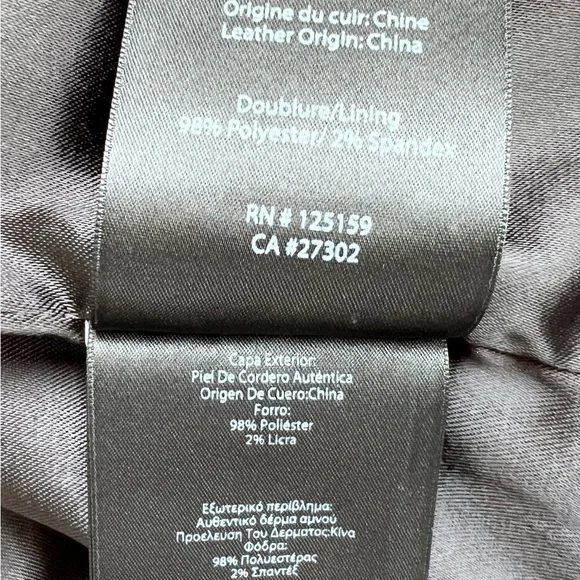 Origine du cuir: Chine
Leather Origin: China
Doublure/Lining
98% Polyester/ 2% Spandex
RN # 125159
CA #27302
Capa Exterior:
Piel De Cordero Auténtica
Origen De Cuero:China
Forro:
98% Poliéster
2% Licra
Εξωτερικό περίβλημα:
Αυθεντικό δέρμα αμνού
Προέλευση Του Δερματος:Κίνα
Φόδρα:
98% Πολυεστέρας
2% Σπαντέξ